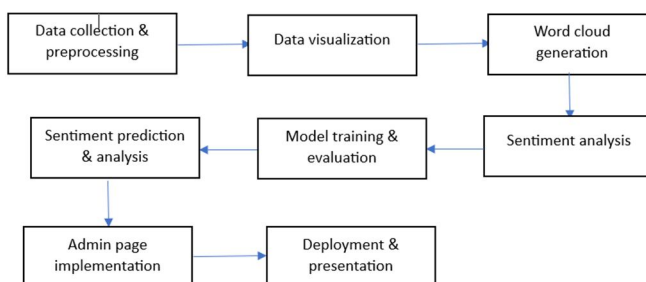 Data collection &
preprocessing
Data visualization
Word cloud
generation
Sentiment prediction
& analysis
Model training &
evaluation
Sentiment analysis
Admin page
implementation
Deployment &
presentation